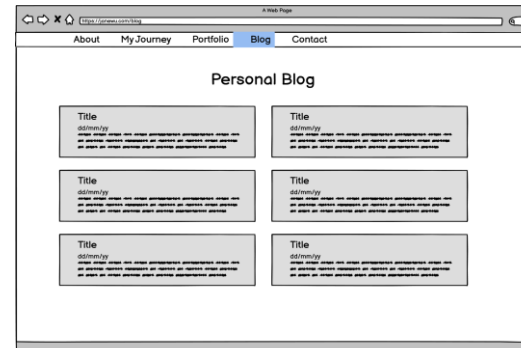 A Web Page
https://janewu.com/blog
About My Journey Portfolio Blog Contact
Personal Blog
Title
dd/mm/yy
Title
dd/mm/yy
Title
dd/mm/yy
Title
dd/mm/yy
Title
dd/mm/yy
Title
dd/mm/yy